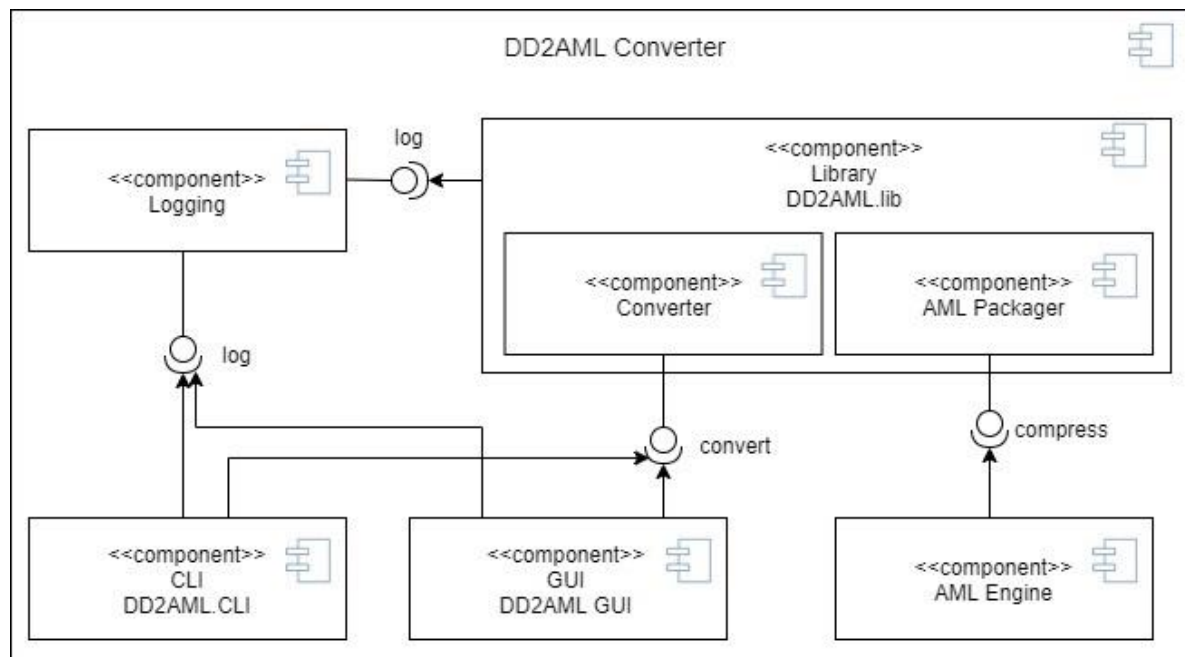 DD2AML Converter
log
<<component>>
Logging
<<component>>
Library
DD2AML.lib
<<component>>
Converter
<<component>>
AML Packager
log
convert
compress
<<component>>
CLI
DD2AML.CLI
<<component>>
GUI
DD2AML GUI
<<component>>
AML Engine